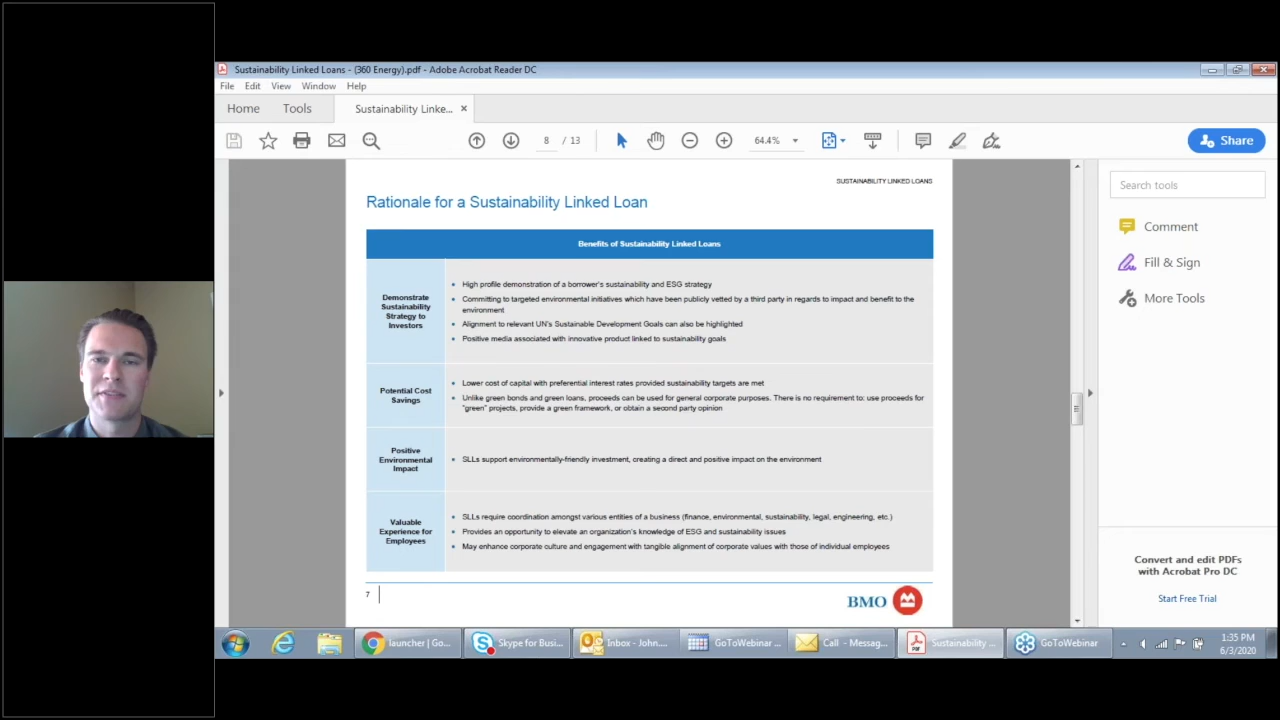 Sustainability Linked Loans - (360 Energy).pdf - Adobe Acrobat Reader DC
File Edit View Window Help
Home Tools Sustainability Linke... ×
8 / 13 64.4% Share
SUSTAINABILITY LINKED LOANS
Rationale for a Sustainability Linked Loan
Benefits of Sustainability Linked Loans
Demonstrate
Sustainability
Strategy to
Investors
• High profile demonstration of a borrower's sustainability and ESG strategy
• Committing to targeted environmental initiatives which have been publicly vetted by a third party in regards to impact and benefit to the
environment
• Alignment to relevant UN's Sustainable Development Goals can also be highlighted
• Positive media associated with innovative product linked to sustainability goals
Potential Cost
Savings
• Lower cost of capital with preferential interest rates provided sustainability targets are met
• Unlike green bonds and green loans, proceeds can be used for general corporate purposes. There is no requirement to: use proceeds for
"green" projects, provide a green framework, or obtain a second party opinion
Positive
Environmental
Impact
• SLLs support environmentally-friendly investment, creating a direct and positive impact on the environment
Valuable
Experience for
Employees
• SLLs require coordination amongst various entities of a business (finance, environmental, sustainability, legal, engineering, etc.)
• Provides an opportunity to elevate an organization's knowledge of ESG and sustainability issues
• May enhance corporate culture and engagement with tangible alignment of corporate values with those of individual employees
7
BMO
Search tools
Comment
Fill & Sign
More Tools
Convert and edit PDFs
with Acrobat Pro DC
Start Free Trial
launcher | Go...
Skype for Busi...
Inbox - John....
GoToWebinar ...
Call - Messag...
Sustainability ...
GoToWebinar
1:35 PM
6/3/2020